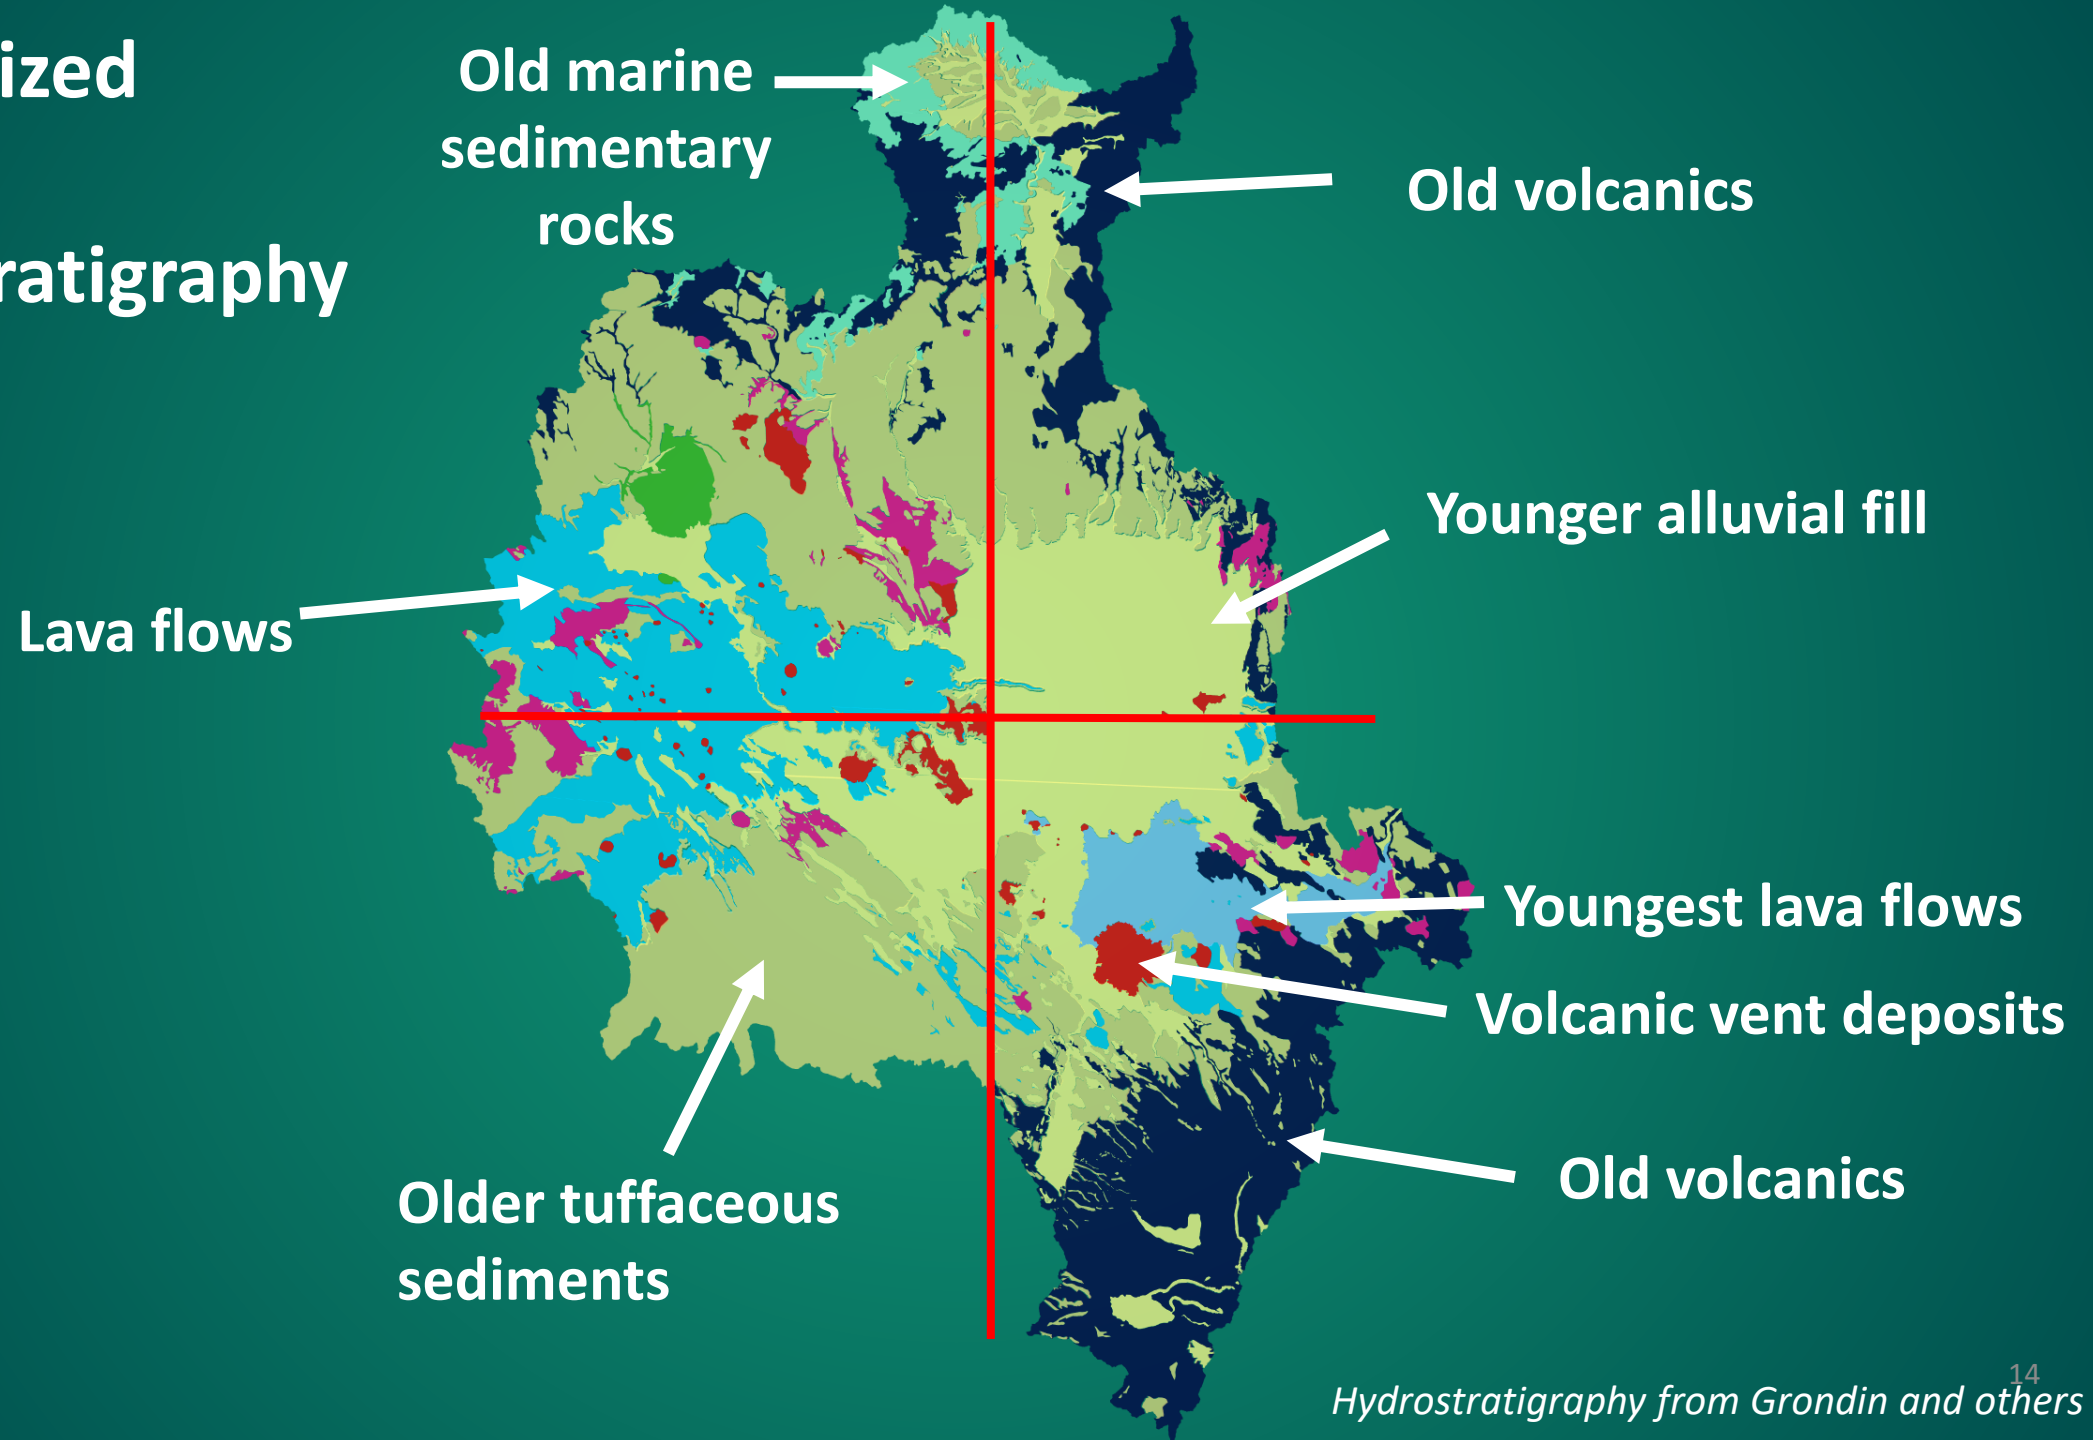 ized
ratigraphy
Old marine
sedimentary
rocks
Old volcanics
Younger alluvial fill
Lava flows
Youngest lava flows
Volcanic vent deposits
Old volcanics
Older tuffaceous
sediments
14
Hydrostratigraphy from Grondin and others